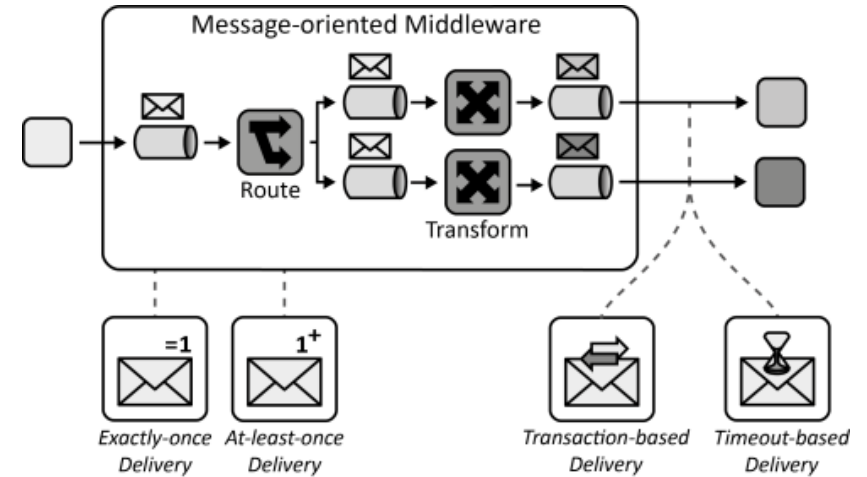 Message-oriented Middleware
Route
Transform
=1
1+
Exactly-once
Delivery
At-least-once
Delivery
Transaction-based
Delivery
Timeout-based
Delivery